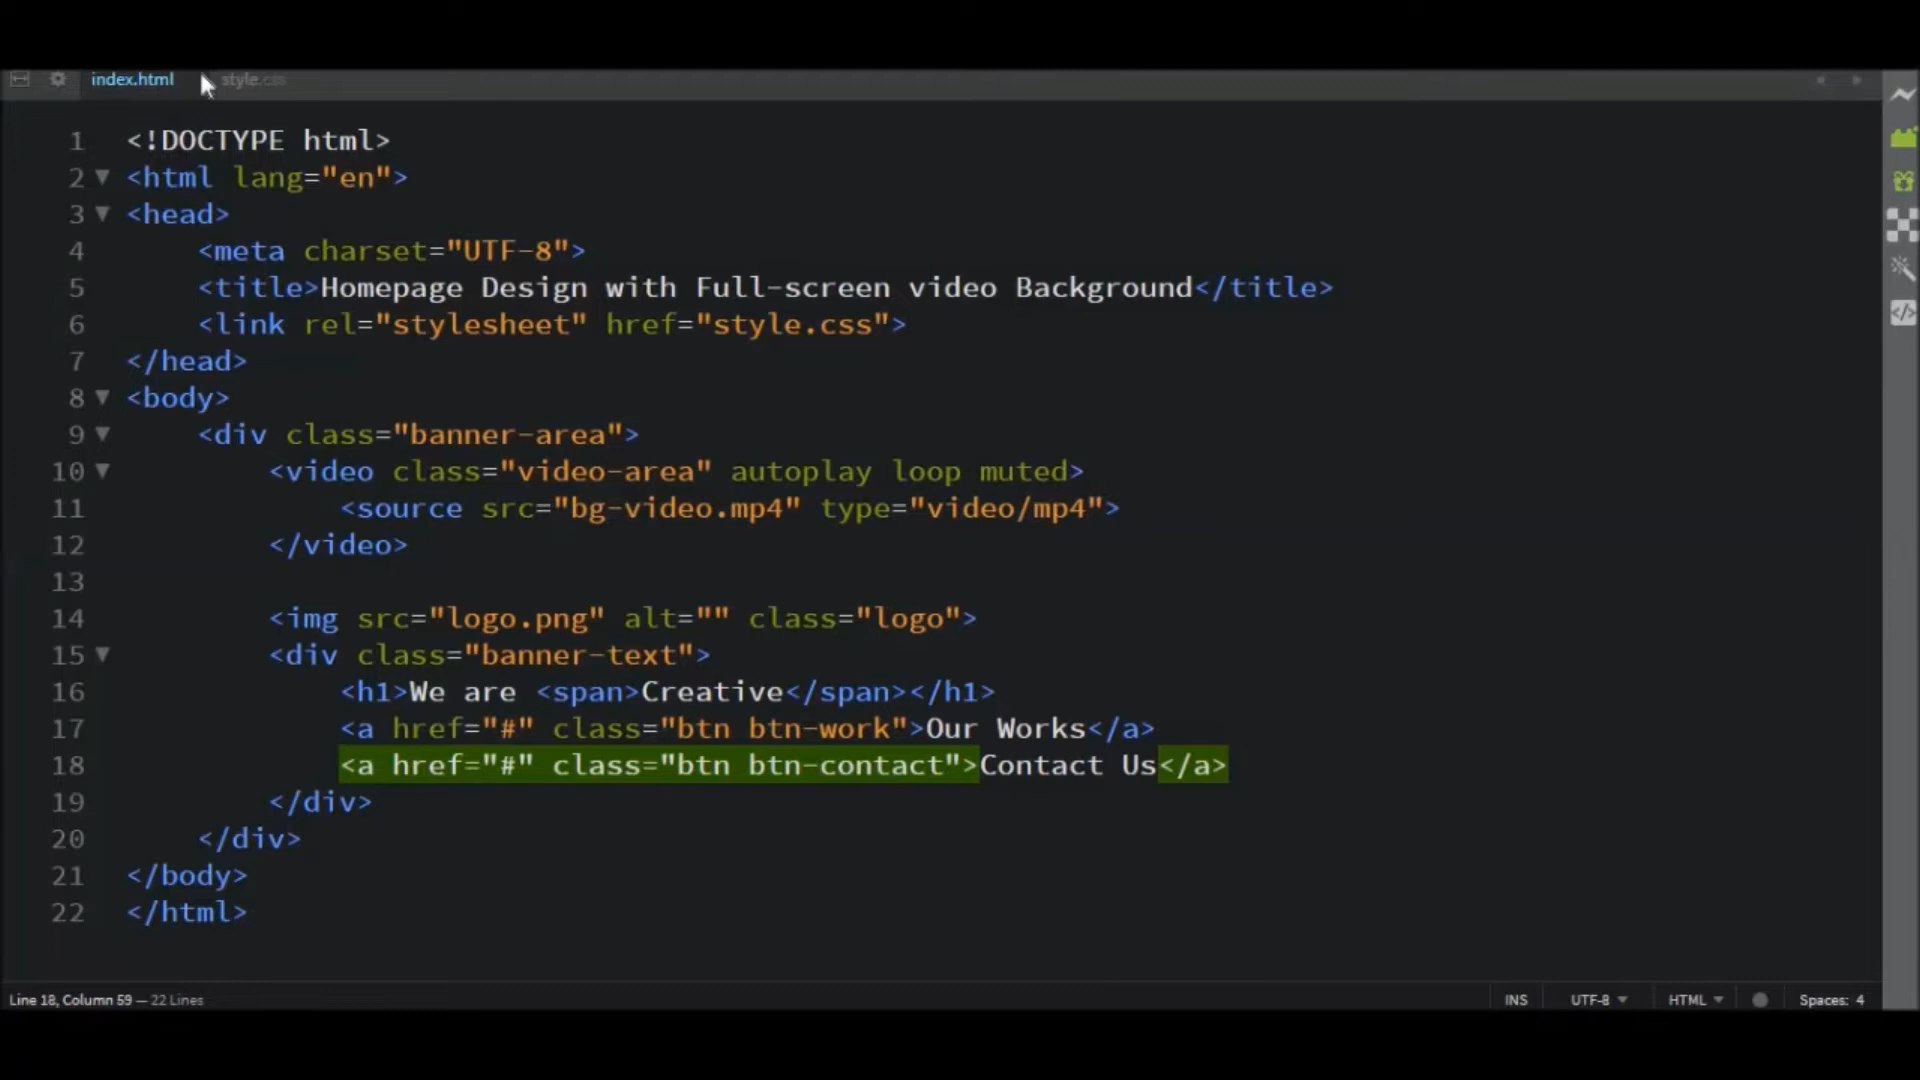 index.html style.css
1 <!DOCTYPE html>
2 <html lang="en">
3 <head>
4 <meta charset="UTF-8">
5 <title>Homepage Design with Full-screen video Background</title>
6 <link rel="stylesheet" href="style.css">
7 </head>
8 <body>
9 <div class="banner-area">
10 <video class="video-area" autoplay loop muted>
11 <source src="bg-video.mp4" type="video/mp4">
12 </video>
13
14 <img src="logo.png" alt="" class="logo">
15 <div class="banner-text">
16 <h1>We are <span>Creative</span></h1>
17 <a href="#" class="btn btn-work">Our Works</a>
18 <a href="#" class="btn btn-contact">Contact Us</a>
19 </div>
20 </div>
21 </body>
22 </html>
Line 18, Column 59 — 22 Lines INS UTF-8 HTML Spaces: 4